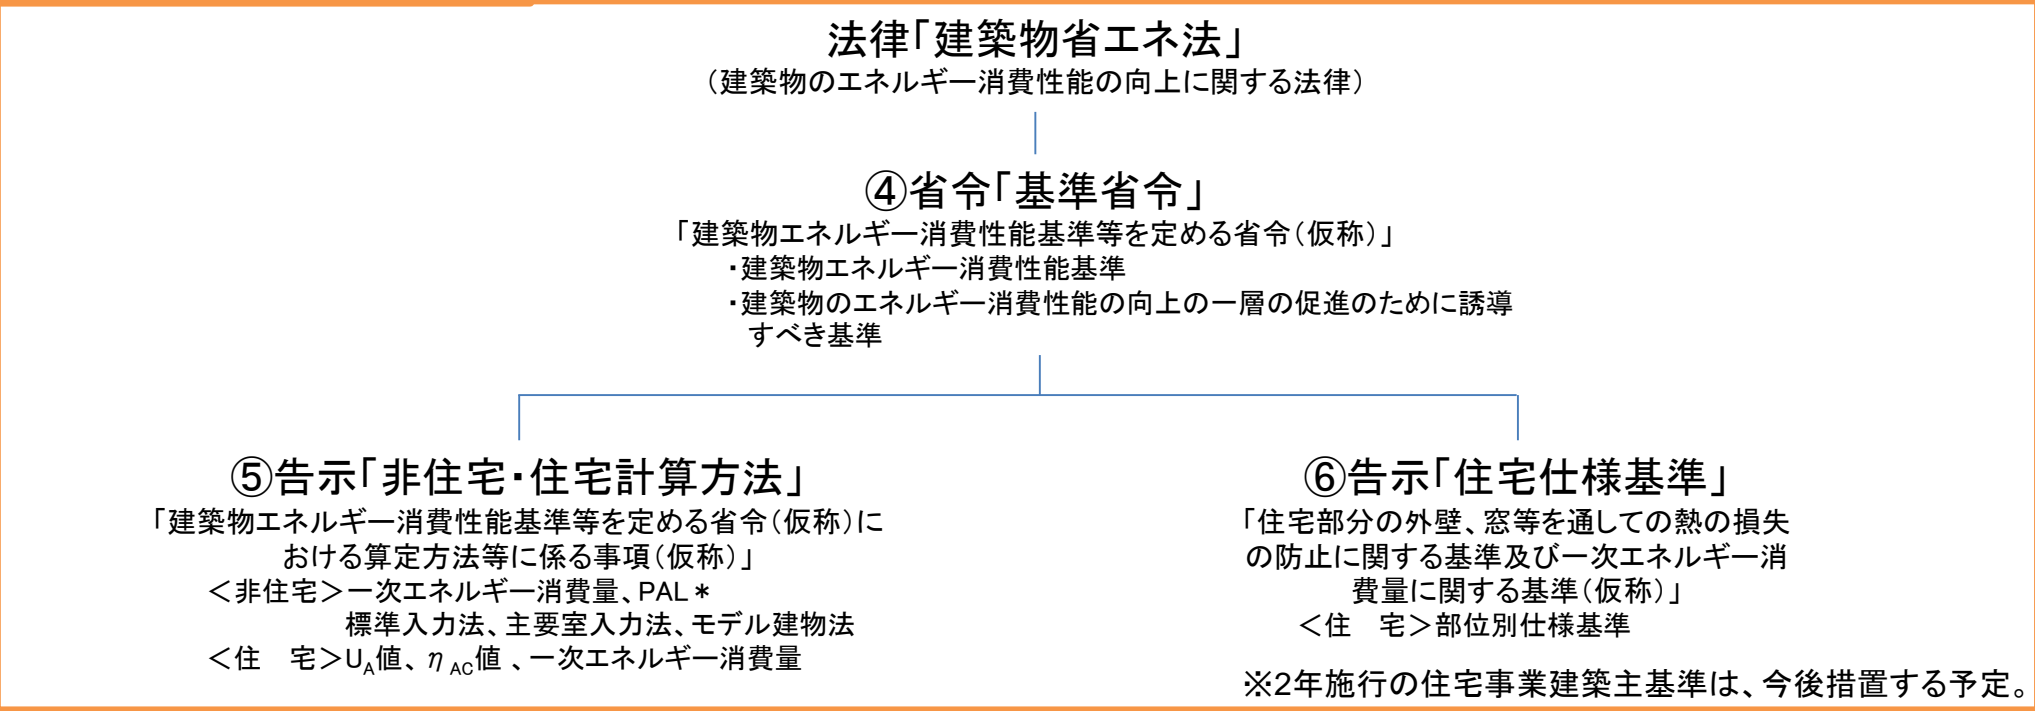 法律「建築物省エネ法」
（建築物のエネルギー消費性能の向上に関する法律）
④省令「基準省令」
「建築物エネルギー消費性能基準等を定める省令（仮称）」
・建築物エネルギー消費性能基準
・建築物のエネルギー消費性能の向上の一層の促進のために誘導
すべき基準
⑤告示「非住宅・住宅計算方法」
「建築物エネルギー消費性能基準等を定める省令（仮称）に
おける算定方法等に係る事項（仮称）」
＜非住宅＞一次エネルギー消費量、PAL＊
標準入力法、主要室入力法、モデル建物法
＜住　宅＞UA値、ηAC値、一次エネルギー消費量
⑥告示「住宅仕様基準」
「住宅部分の外壁、窓等を通しての熱の損失
の防止に関する基準及び一次エネルギー消
費量に関する基準（仮称）」
＜住　宅＞部位別仕様基準
※2年施行の住宅事業建築主基準は、今後措置する予定。